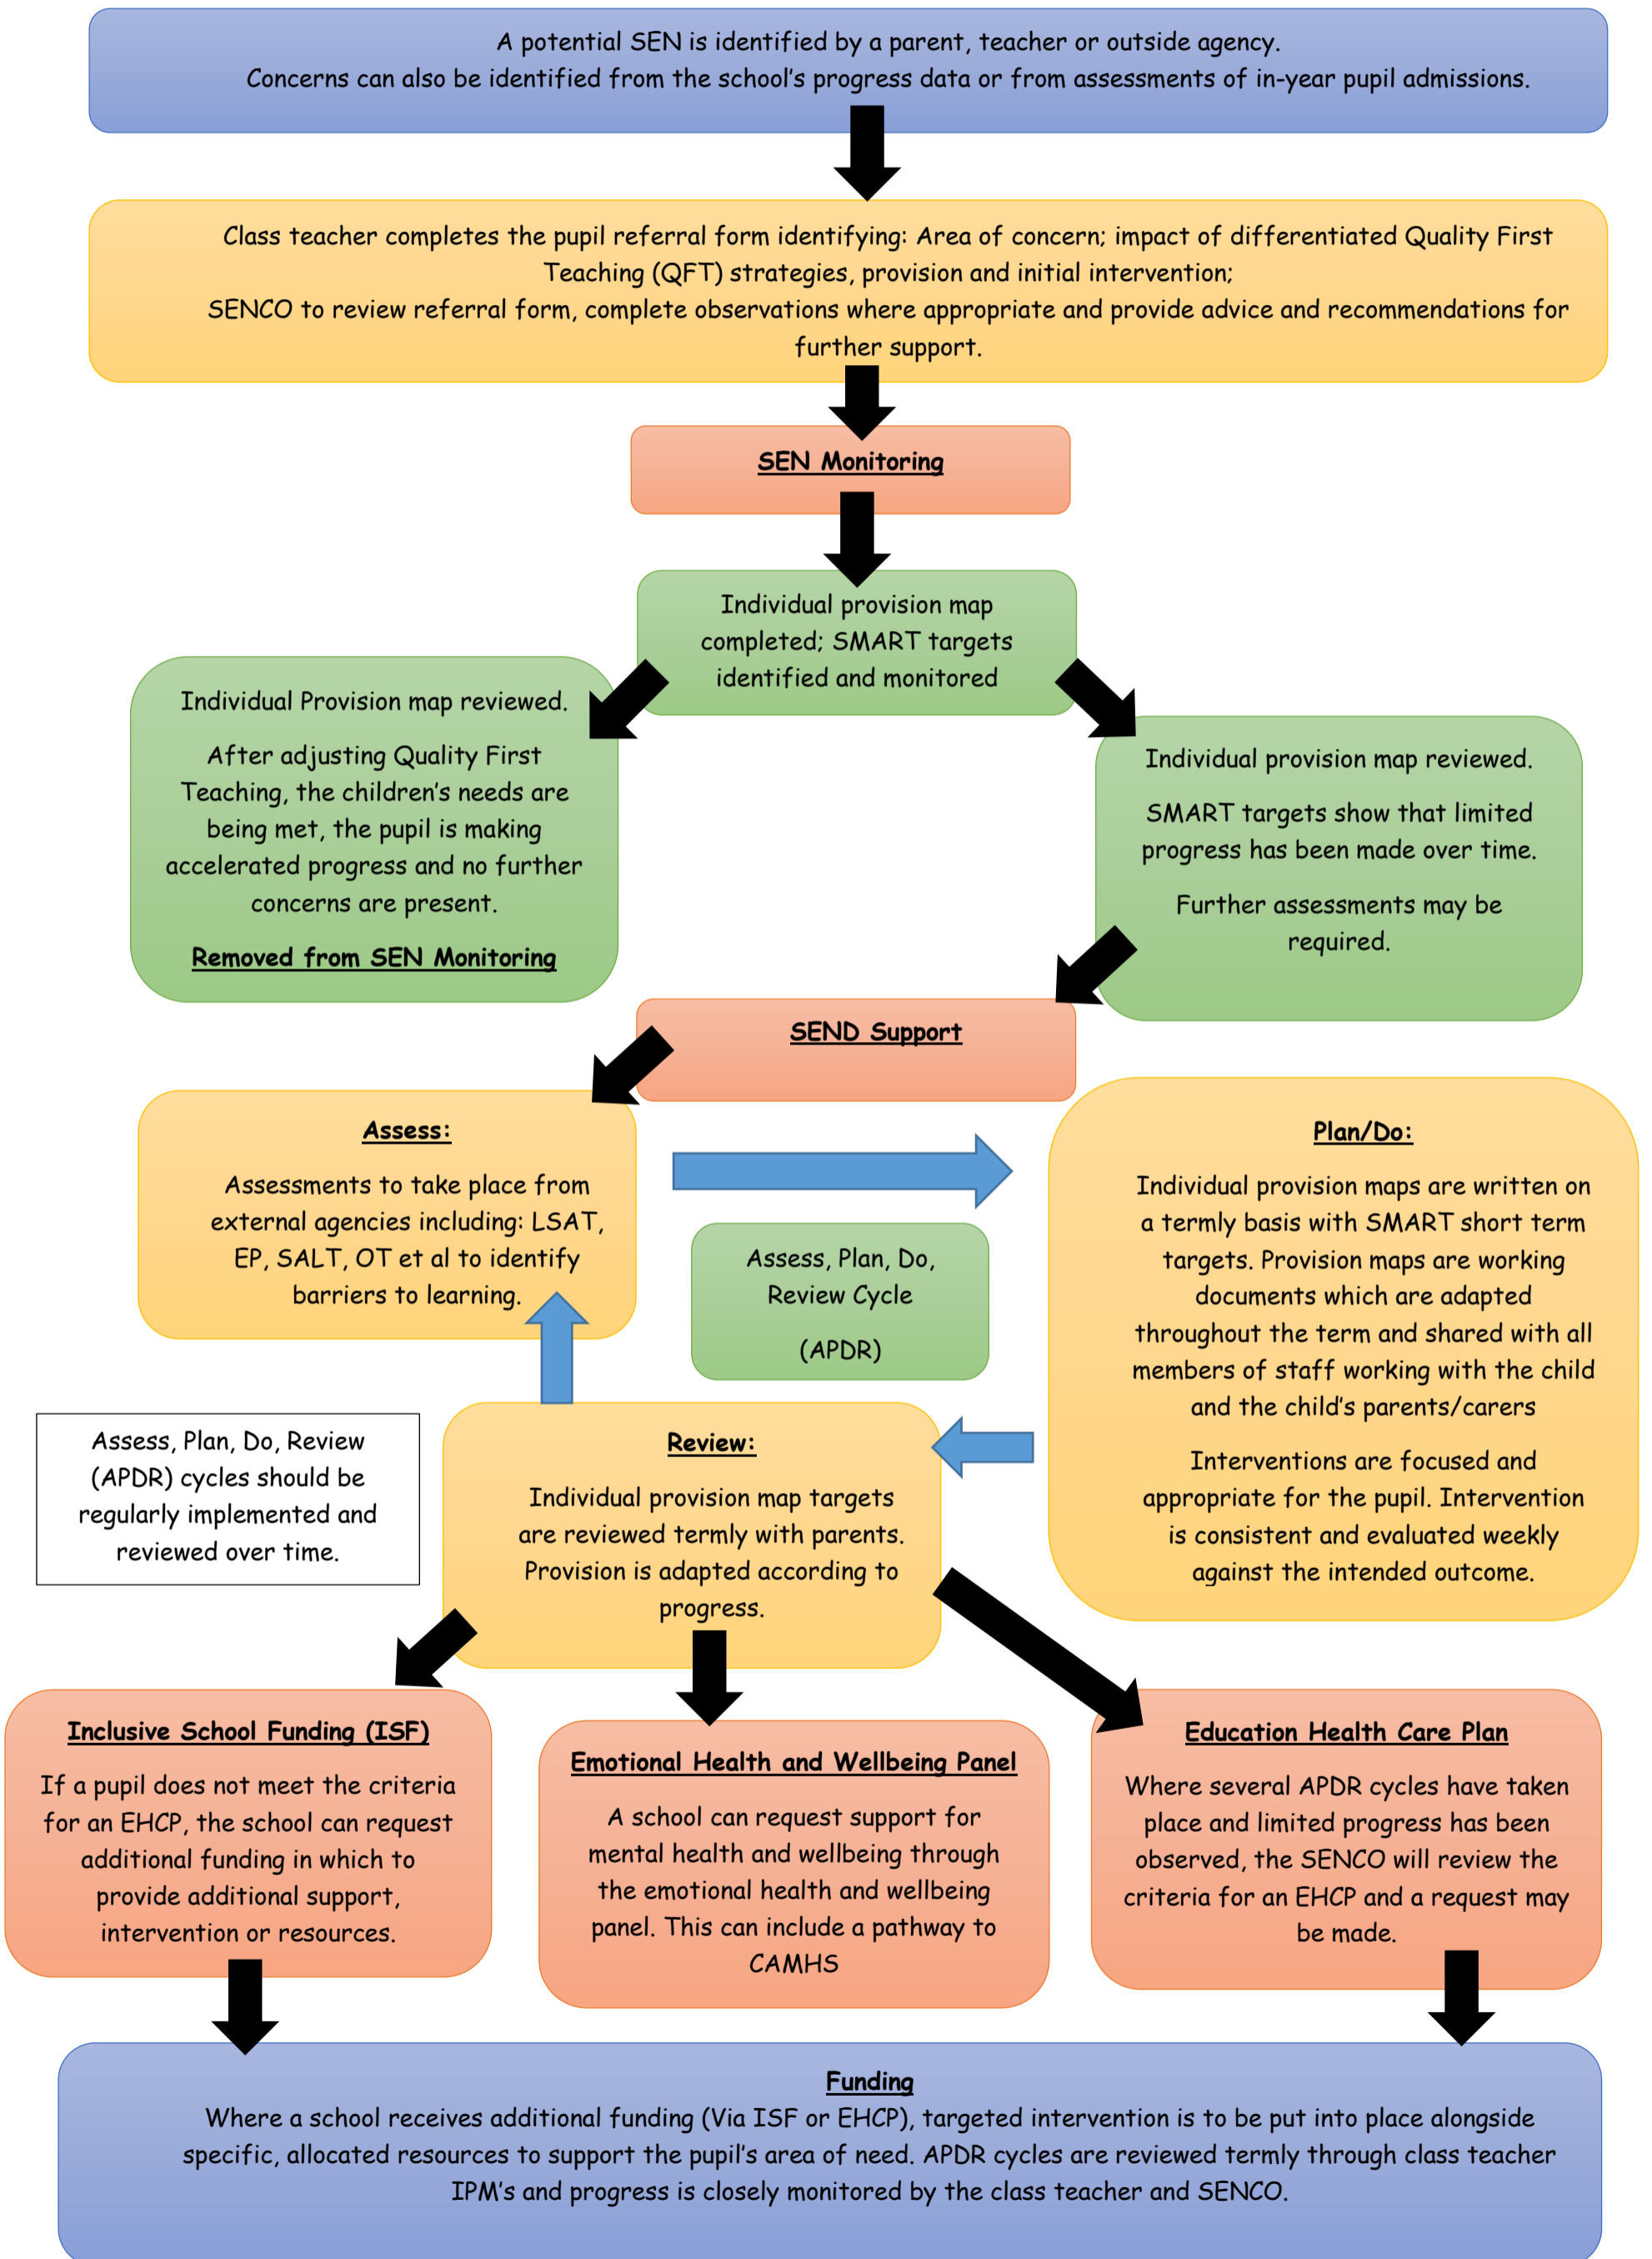 A potential SEN is identified by a parent, teacher or outside agency.
Concerns can also be identified from the school's progress data or from assessments of in-year pupil admissions.
Class teacher completes the pupil referral form identifying: Area of concern; impact of differentiated Quality First
Teaching (QFT) strategies, provision and initial intervention;
SENCO to review referral form, complete observations where appropriate and provide advice and recommendations for
further support.
SEN Monitoring
Individual provision map
completed; SMART targets
identified and monitored
Individual Provision map reviewed.
After adjusting Quality First
Teaching, the children's needs are
being met, the pupil is making
accelerated progress and no further
concerns are present.
Removed from SEN Monitoring
Individual provision map reviewed.
SMART targets show that limited
progress has been made over time.
Further assessments may be
required.
SEND Support
Assess:
Assessments to take place from
external agencies including: LSAT,
EP, SALT, OT et al to identify
barriers to learning.
Assess, Plan, Do,
Review Cycle
(APDR)
Plan/Do:
Individual provision maps are written on
a termly basis with SMART short term
targets. Provision maps are working
documents which are adapted
throughout the term and shared with all
members of staff working with the child
and the child's parents/carers
Interventions are focused and
appropriate for the pupil. Intervention
is consistent and evaluated weekly
against the intended outcome.
Assess, Plan, Do, Review
(APDR) cycles should be
regularly implemented and
reviewed over time.
Review:
Individual provision map targets
are reviewed termly with parents.
Provision is adapted according to
progress.
Inclusive School Funding (ISF)
If a pupil does not meet the criteria
for an EHCP, the school can request
additional funding in which to
provide additional support,
intervention or resources.
Emotional Health and Wellbeing Panel
A school can request support for
mental health and wellbeing through
the emotional health and wellbeing
panel. This can include a pathway to
CAMHS
Education Health Care Plan
Where several APDR cycles have taken
place and limited progress has been
observed, the SENCO will review the
criteria for an EHCP and a request may
be made.
Funding
Where a school receives additional funding (Via ISF or EHCP), targeted intervention is to be put into place alongside
specific, allocated resources to support the pupil's area of need. APDR cycles are reviewed termly through class teacher
IPM's and progress is closely monitored by the class teacher and SENCO.